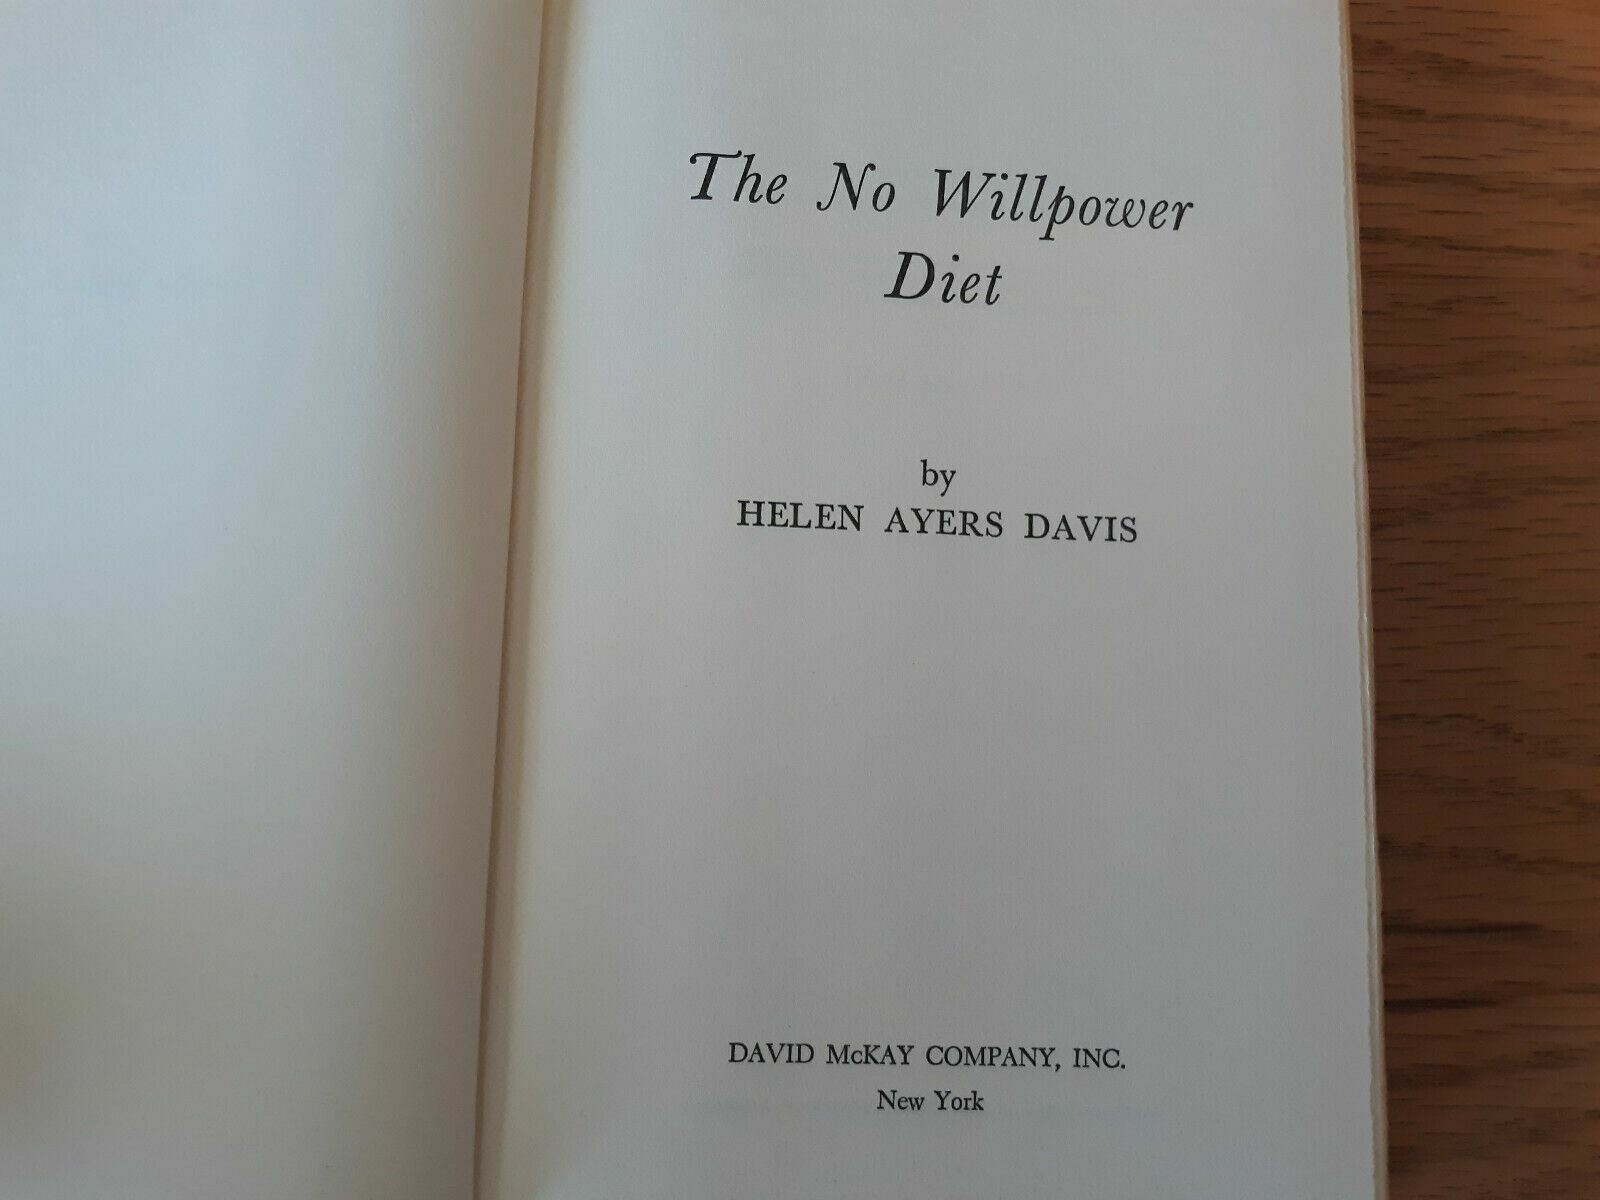 The No Willpower
Diet
by
HELEN AYERS DAVIS
DAVID McKAY COMPANY, INC.
New York